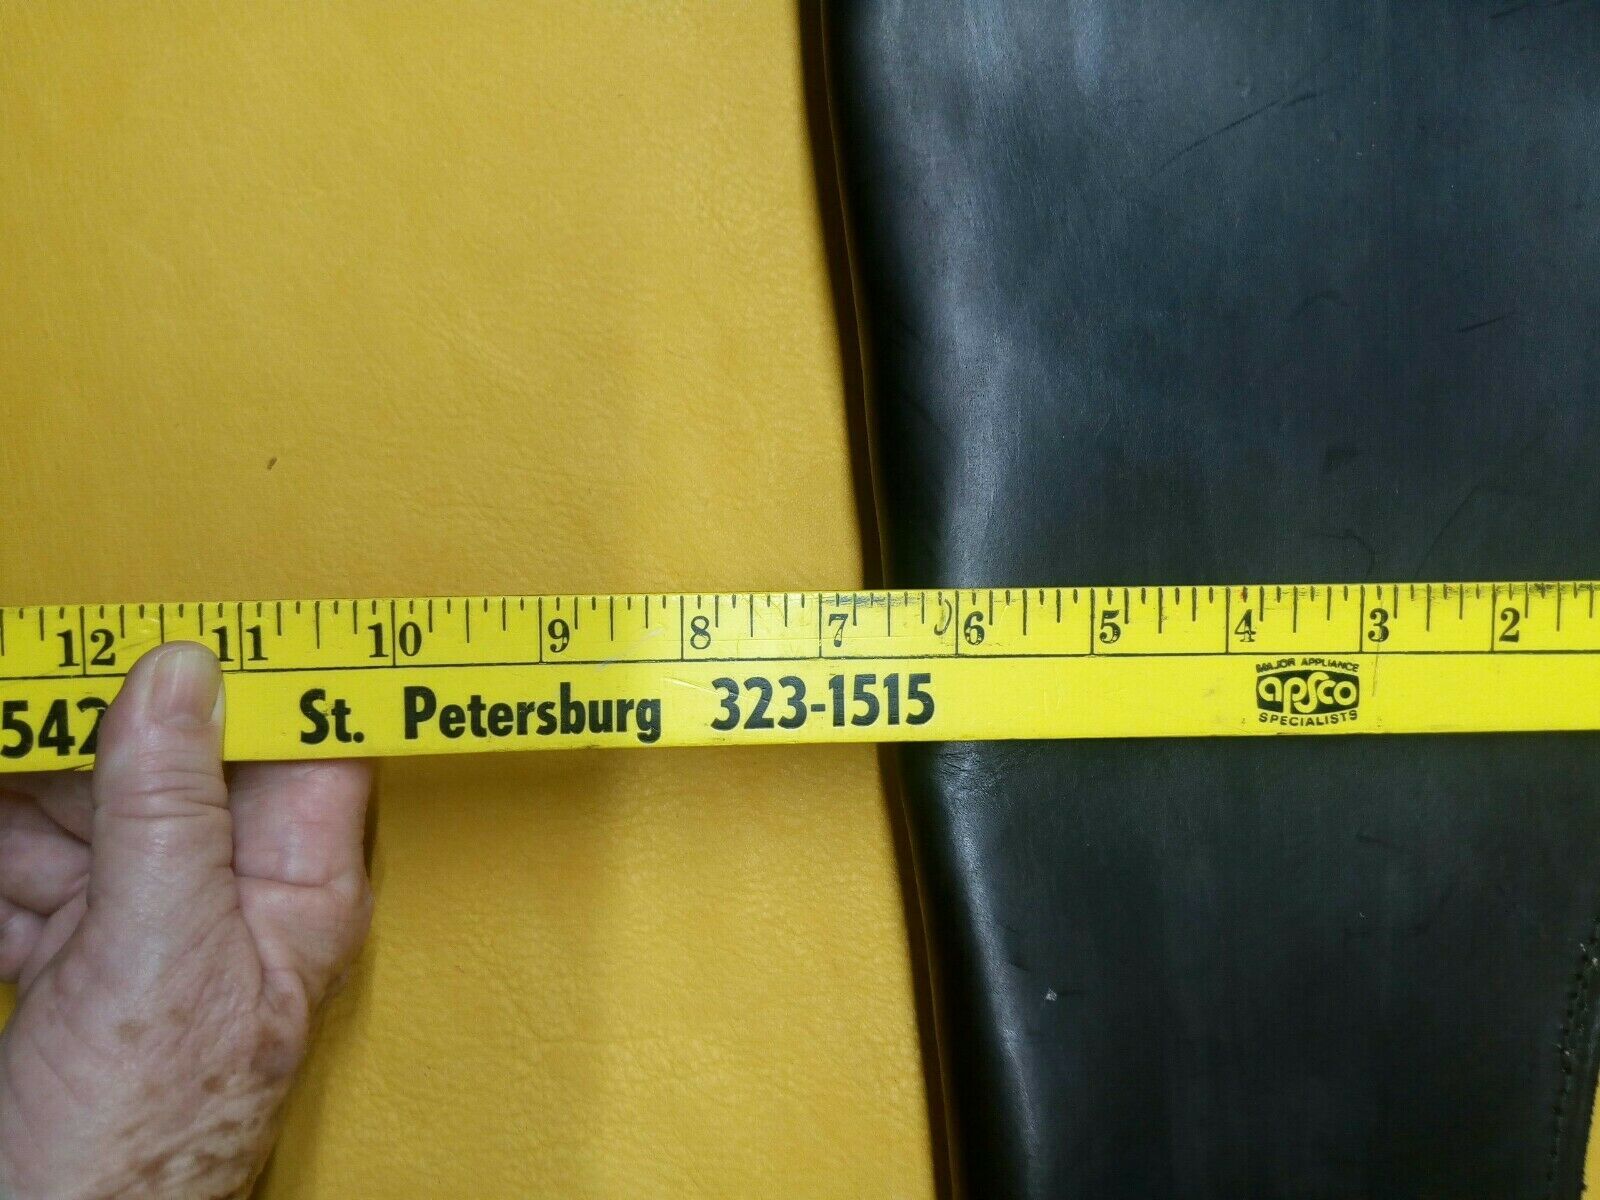 12 11 10 9 8 7 6 5 4 3 2
542 St. Petersburg 323-1515
MAJOR APPLIANCE
apsco
SPECIALISTS